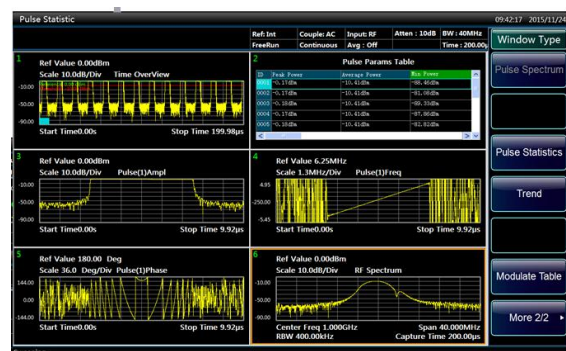 Pulse Statistic
09:42:17 2015/11/24
Ref: Int Couple: AC Input: RF Atten : 10dB BW : 40MHz
FreeRun Continuous Avg : Off Time : 200.00µ
Window Type
1 Ref Value 0.00dBm
Scale 10.0dB/Div Time OverView
-10.00
-50.00
-90.00
Start Time0.00s Stop Time 199.98µs
2 Pulse Params Table
ID Peak Power Average Power Min Power
0001 -0.17dBm -10.41dBm -88.46dBm
0002 -0.17dBm -10.41dBm
0003 -0.18dBm -10.41dBm
0004 -0.17dBm -10.41dBm -87.86dBm
0005 -0.18dBm -10.41dBm -82.82dBm
3 Ref Value 0.00dBm
Scale 10.0dB/Div Pulse(1)Ampl
-10.00
-50.00
-90.00
Start Time0.00s Stop Time 9.92µs
4 Ref Value 6.25MHz
Scale 1.3MHz/Div Pulse(1)Freq
4.95
-250.00
-5.45
Start Time0.00s Stop Time 9.92µs
5 Ref Value 180.00 Deg
Scale 36.0 Deg/Div Pulse(1)Phase
144.00
0.00
-144.00
Start Time0.00s Stop Time 9.92µs
6 Ref Value 0.00dBm
Scale 10.0dB/Div RF Spectrum
-10.00
-50.00
-90.00
Center Freq 1.000GHz Span 40.000MHz
RBW 400.00kHz Capture Time 200.00µs
Pulse Spectrum
Pulse Statistics
Trend
Modulate Table
More 2/2